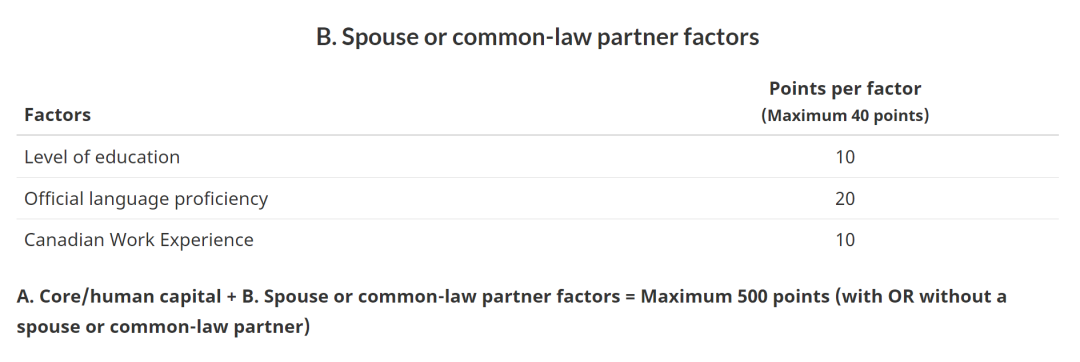 B. Spouse or common-law partner factors
Points per factor
Factors
(Maximum 40 points)
Level of education 10
Official language proficiency 20
Canadian Work Experience 10
A. Core/human capital + B. Spouse or common-law partner factors = Maximum 500 points (with OR without a
spouse or common-law partner)